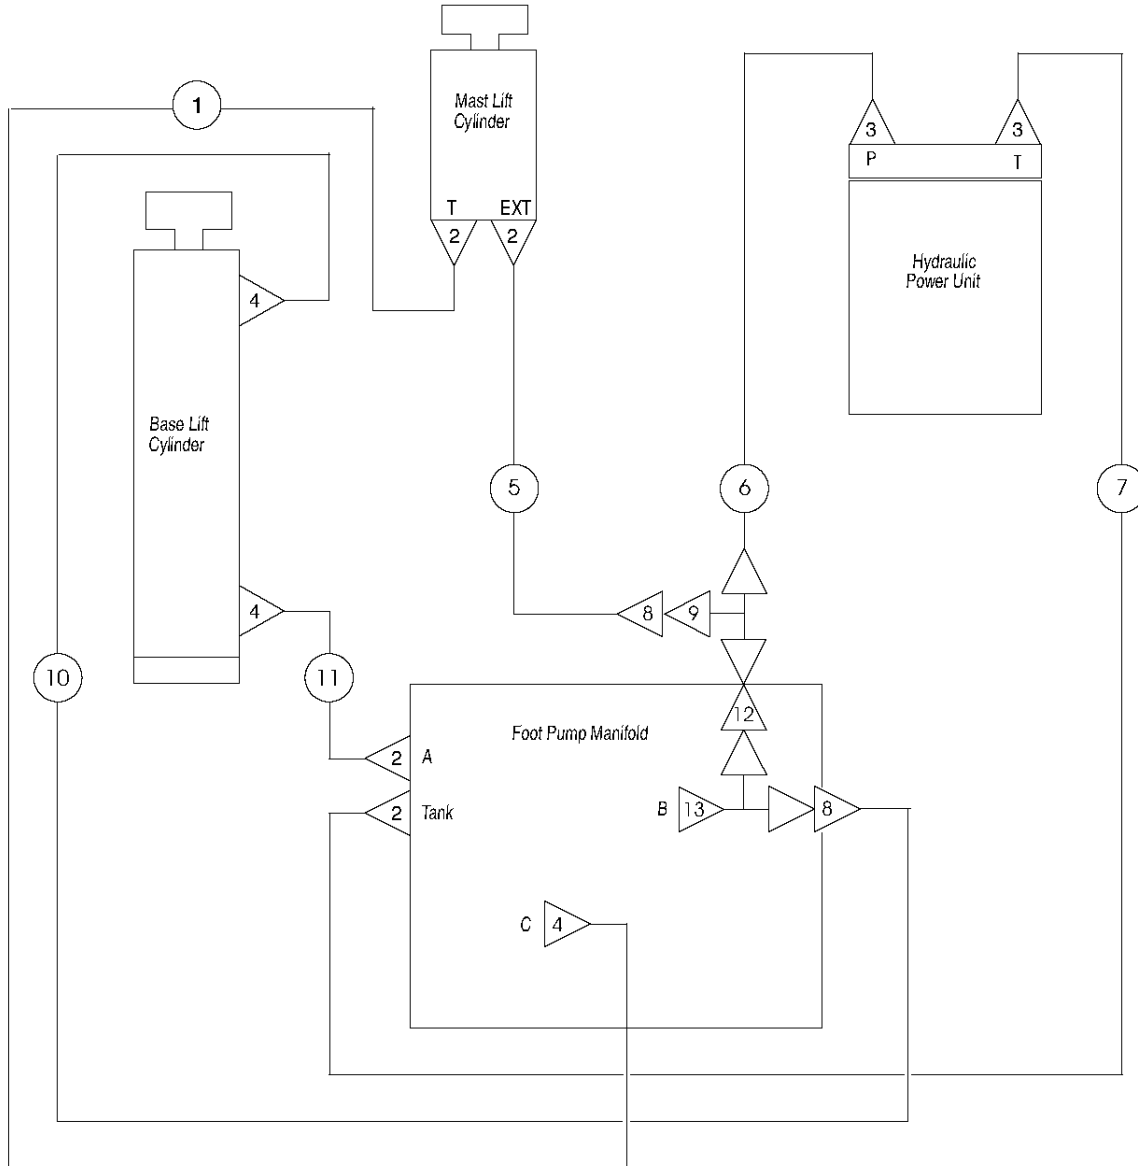 1
Mast Lift
Cylinder
T EXT
2 2
3 3
P T
Hydraulic
Power Unit
4
Base Lift
Cylinder
5
6
7
4
8 9
10
11
12
Foot Pump Manifold
2 A
2 Tank
B 13
8
C 4